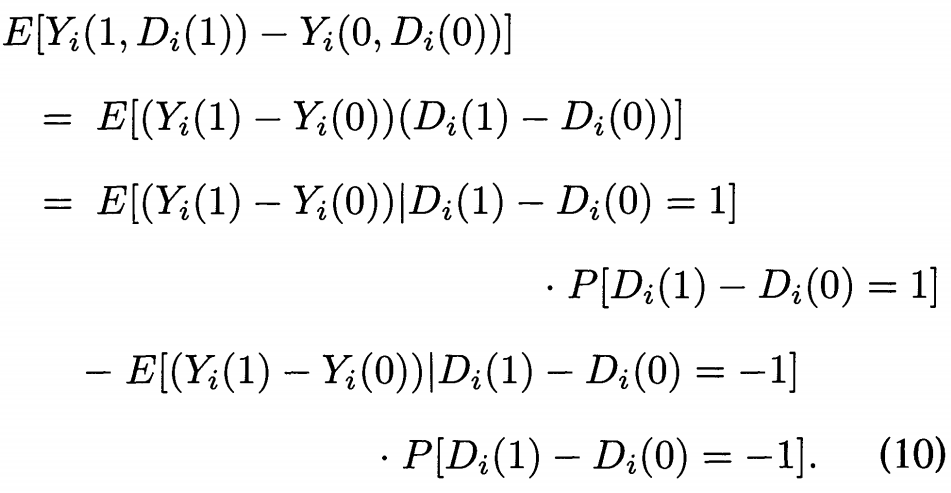 E[Y_i(1, D_i(1)) − Y_i(0, D_i(0))]
= E[(Y_i(1) − Y_i(0))(D_i(1) − D_i(0))]
= E[(Y_i(1) − Y_i(0))|D_i(1) − D_i(0) = 1]
· P[D_i(1) − D_i(0) = 1]
− E[(Y_i(1) − Y_i(0))|D_i(1) − D_i(0) = −1]
· P[D_i(1) − D_i(0) = −1]. (10)